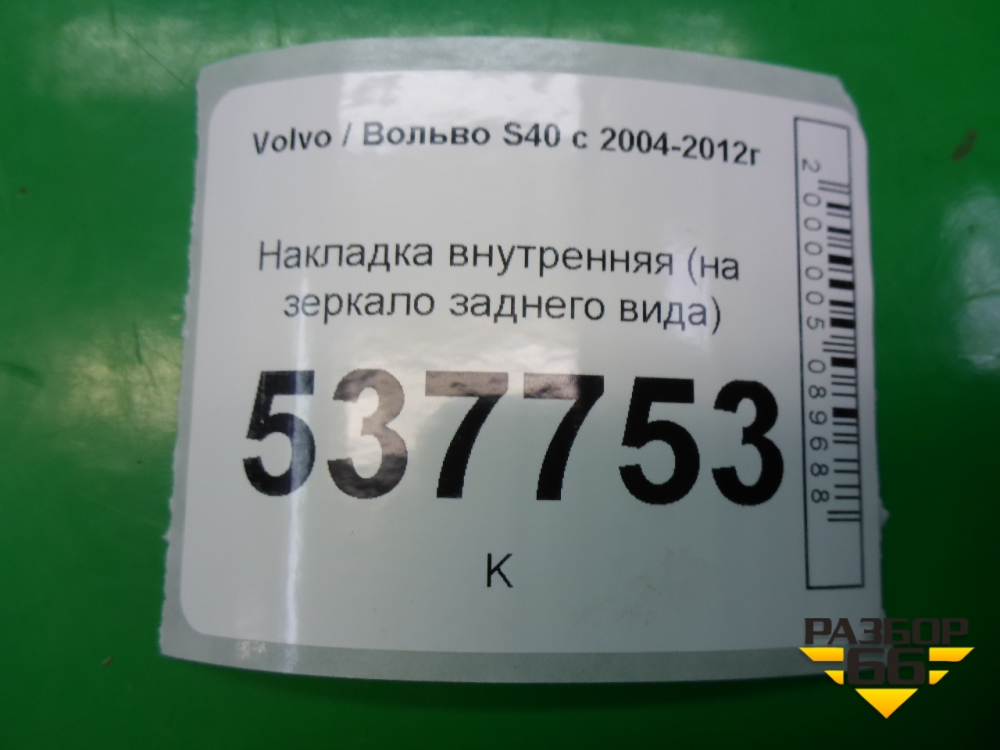 Volvo / Вольво S40 с 2004-2012г
Накладка внутренняя (на
зеркало заднего вида)
537753
К
2000005089688
РАЗБОР
66